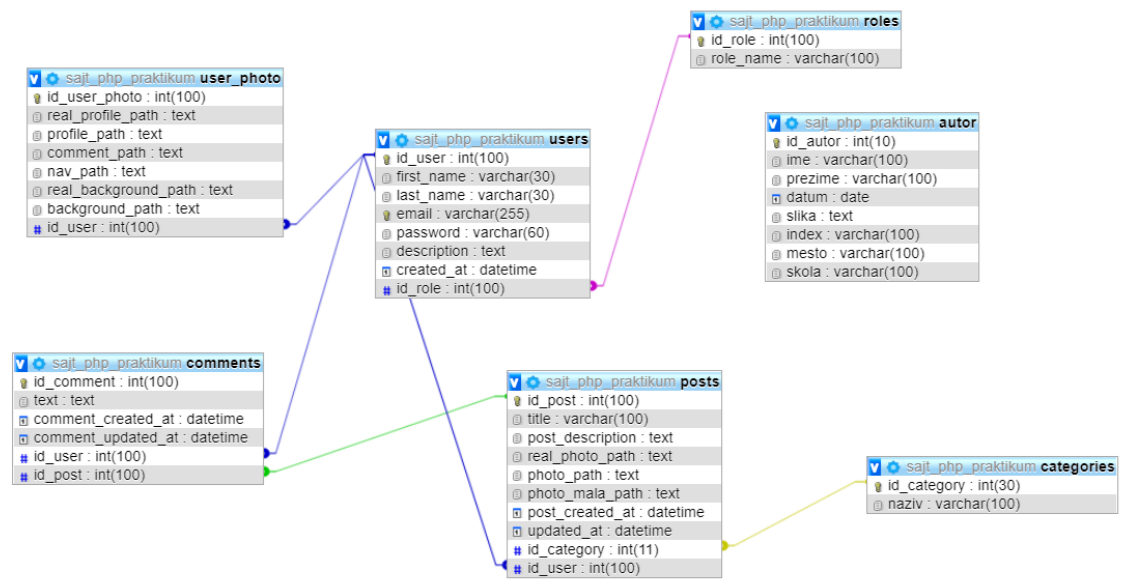 sajt_php_praktikum roles
id_role : int(100)
role_name : varchar(100)
sajt_php_praktikum user_photo
id_user_photo : int(100)
real_profile_path : text
profile_path : text
comment_path : text
nav_path : text
real_background_path : text
background_path : text
id_user : int(100)
sajt_php_praktikum users
id_user : int(100)
first_name : varchar(30)
last_name : varchar(30)
email : varchar(255)
password : varchar(60)
description : text
created_at : datetime
id_role : int(100)
sajt_php_praktikum autor
id_autor : int(10)
ime : varchar(100)
prezime : varchar(100)
datum : date
slika : text
index : varchar(100)
mesto : varchar(100)
skola : varchar(100)
sajt_php_praktikum comments
id_comment : int(100)
text : text
comment_created_at : datetime
comment_updated_at : datetime
id_user : int(100)
id_post : int(100)
sajt_php_praktikum posts
id_post : int(100)
title : varchar(100)
post_description : text
real_photo_path : text
photo_path : text
photo_mala_path : text
post_created_at : datetime
updated_at : datetime
id_category : int(11)
id_user : int(100)
sajt_php_praktikum categories
id_category : int(30)
naziv : varchar(100)